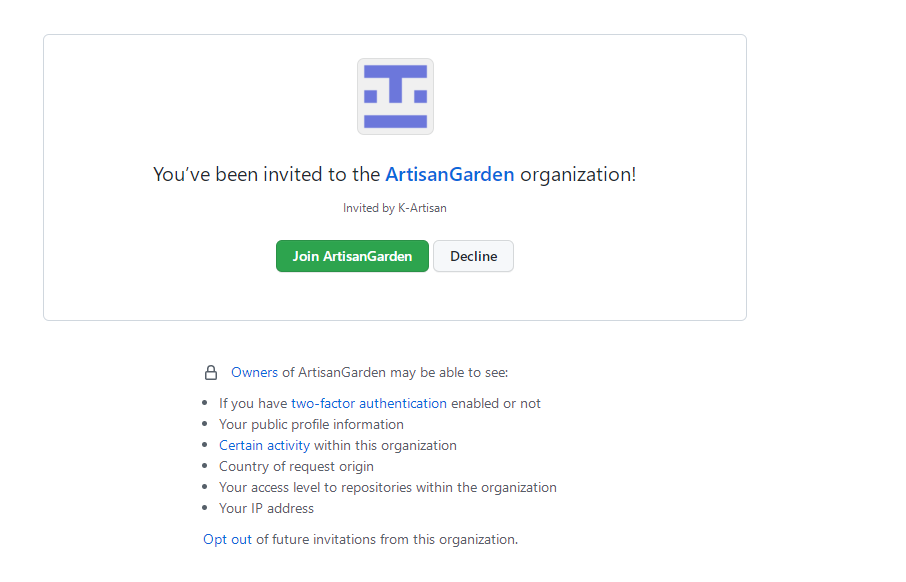 You’ve been invited to the ArtisanGarden organization!
Invited by K-Artisan
Join ArtisanGarden Decline
Owners of ArtisanGarden may be able to see:
• If you have two-factor authentication enabled or not
• Your public profile information
• Certain activity within this organization
• Country of request origin
• Your access level to repositories within the organization
• Your IP address
Opt out of future invitations from this organization.